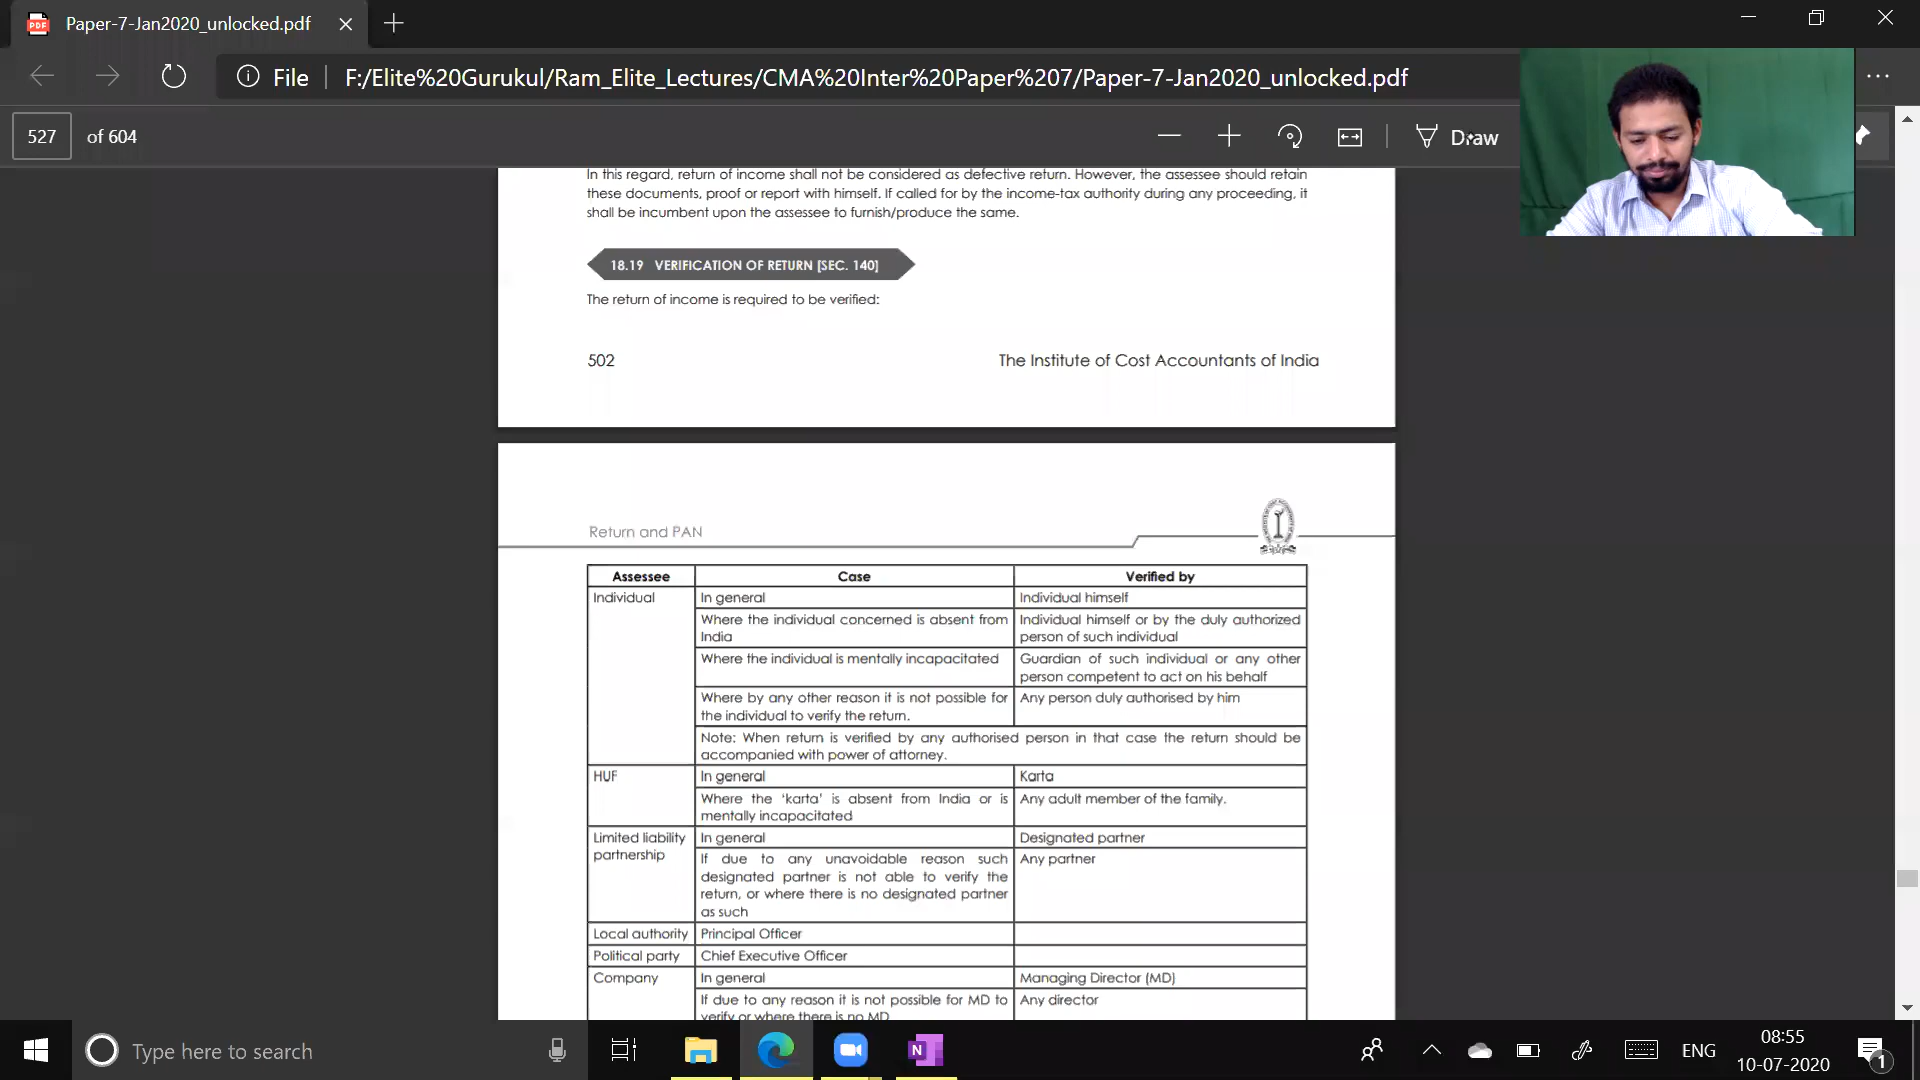 Paper-7-Jan2020_unlocked.pdf
File
F:/Elite%20Gurukul/Ram_Elite_Lectures/CMA%20Inter%20Paper%207/Paper-7-Jan2020_unlocked.pdf
527 of 604
Draw
In this regard, return of income shall not be considered as defective return. However, the assessee should retain
these documents, proof or report with himself. If called for by the income-tax authority during any proceeding, it
shall be incumbent upon the assessee to furnish/produce the same.
18.19 VERIFICATION OF RETURN [SEC. 140]
The return of income is required to be verified:
502
The Institute of Cost Accountants of India
Return and PAN
Assessee Case Verified by
Individual In general Individual himself
Where the individual concerned is absent from Individual himself or by the duly authorized
India person of such individual
Where the individual is mentally incapacitated Guardian of such individual or any other
person competent to act on his behalf
Where by any other reason it is not possible for Any person duly authorised by him
the individual to verify the return.
Note: When return is verified by any authorised person in that case the return should be
accompanied with power of attorney.
HUF In general Karta
Where the ‘karta’ is absent from India or is Any adult member of the family.
mentally incapacitated
Limited liability In general Designated partner
partnership
If due to any unavoidable reason such Any partner
designated partner is not able to verify the
return, or where there is no designated partner
as such
Local authority Principal Officer
Political party Chief Executive Officer
Company In general Managing Director (MD)
If due to any reason it is not possible for MD to Any director
verify or where there is no MD
Type here to search
ENG
08:55
10-07-2020
1